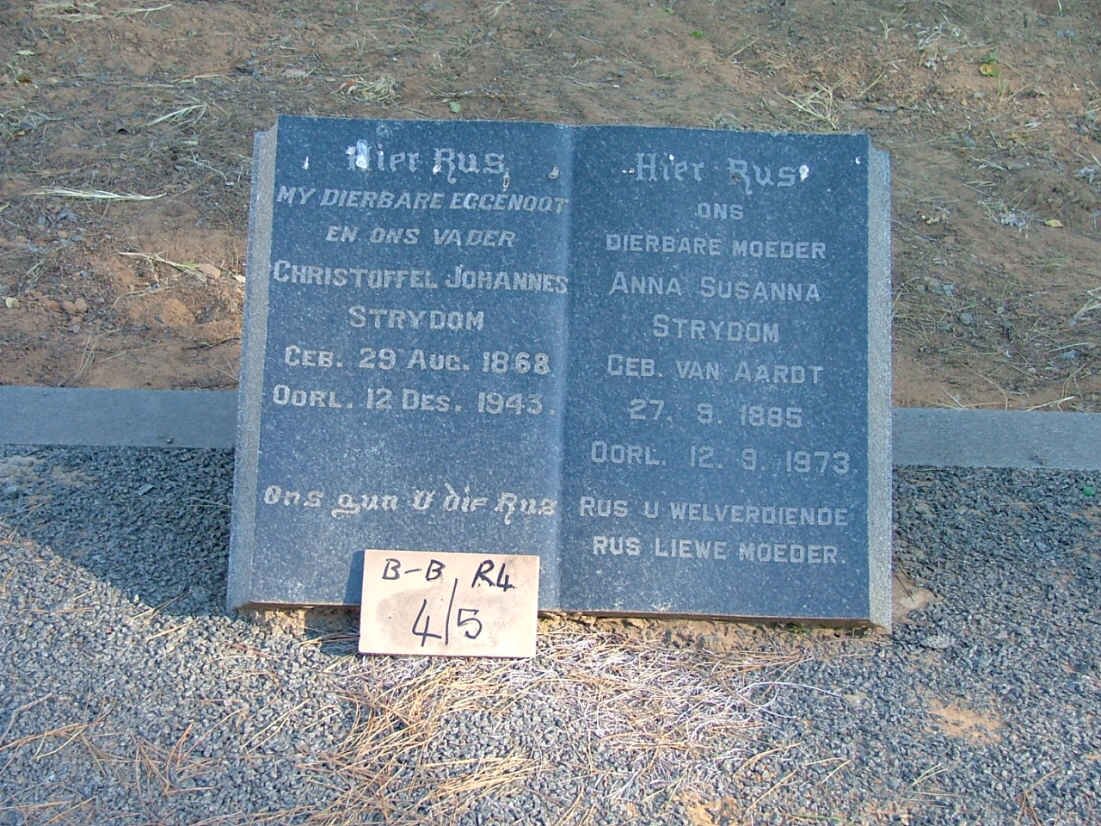 Hier Rus
MY DIERBARE EGGENOOT
EN ONS VADER
CHRISTOFFEL JOHANNES
STRYDOM
GEB. 29 AUG. 1868
OORL. 12 DES. 1943.
Ons gun U die Rus
Hier Rus
ONS
DIERBARE MOEDER
ANNA SUSANNA
STRYDOM
GEB. VAN AARDT
27. 9. 1885
OORL. 12. 9. 1973.
RUS U WELVERDIENDE
RUS LIEWE MOEDER.
B-B R4
4/5